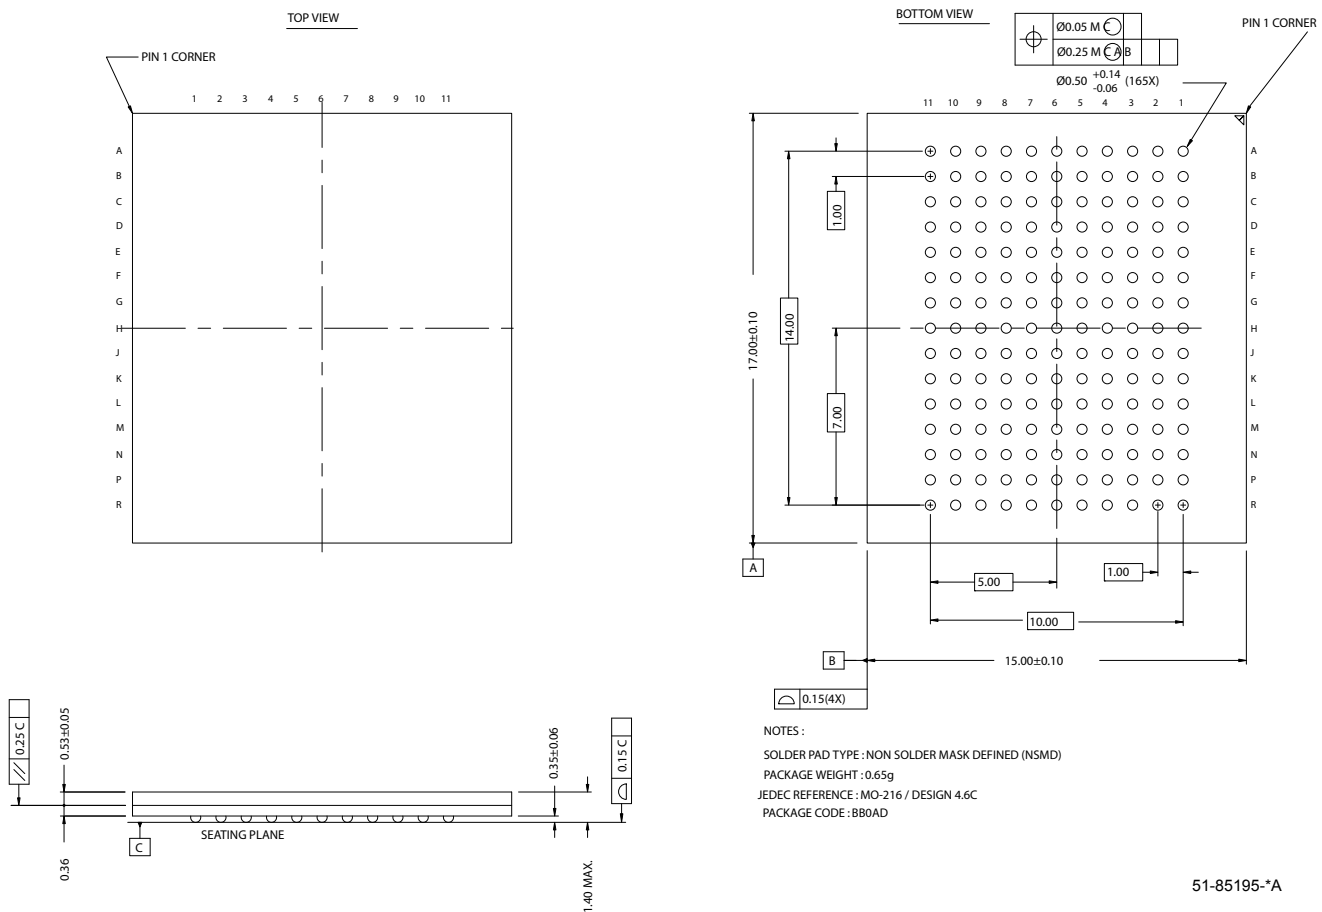 TOP VIEW
PIN 1 CORNER
1 2 3 4 5 6 7 8 9 10 11
A
B
C
D
E
F
G
H
J
K
L
M
N
P
R
BOTTOM VIEW
Ø0.05 M C
Ø0.25 M C A B
Ø0.50 +0.14 -0.06 (165X)
PIN 1 CORNER
11 10 9 8 7 6 5 4 3 2 1
A
B
C
D
E
F
G
H
J
K
L
M
N
P
R
1.00
14.00
17.00±0.10
7.00
A
5.00
1.00
10.00
B
15.00±0.10
0.15(4X)
0.25 C
0.53±0.05
0.35±0.06
0.15 C
SEATING PLANE
C
0.36
1.40 MAX.
NOTES :
SOLDER PAD TYPE : NON SOLDER MASK DEFINED (NSMD)
PACKAGE WEIGHT : 0.65g
JEDEC REFERENCE : MO-216 / DESIGN 4.6C
PACKAGE CODE : BB0AD
51-85195-*A